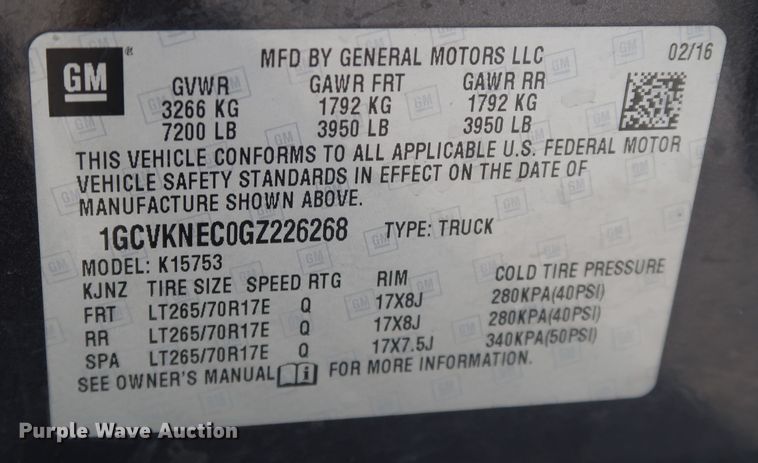 GM
MFD BY GENERAL MOTORS LLC 02/16
GVWR GAWR FRT GAWR RR
3266 KG 1792 KG 1792 KG
7200 LB 3950 LB 3950 LB
THIS VEHICLE CONFORMS TO ALL APPLICABLE U.S. FEDERAL MOTOR
VEHICLE SAFETY STANDARDS IN EFFECT ON THE DATE OF
MANUFACTURE SHOWN ABOVE.
1GCVKNEC0GZ226268 TYPE: TRUCK
MODEL: K15753
KJNZ TIRE SIZE SPEED RTG RIM COLD TIRE PRESSURE
FRT LT265/70R17E Q 17X8J 280KPA(40PSI)
RR LT265/70R17E Q 17X8J 280KPA(40PSI)
SPA LT265/70R17E Q 17X7.5J 340KPA(50PSI)
SEE OWNER'S MANUAL i FOR MORE INFORMATION.
Purple Wave Auction